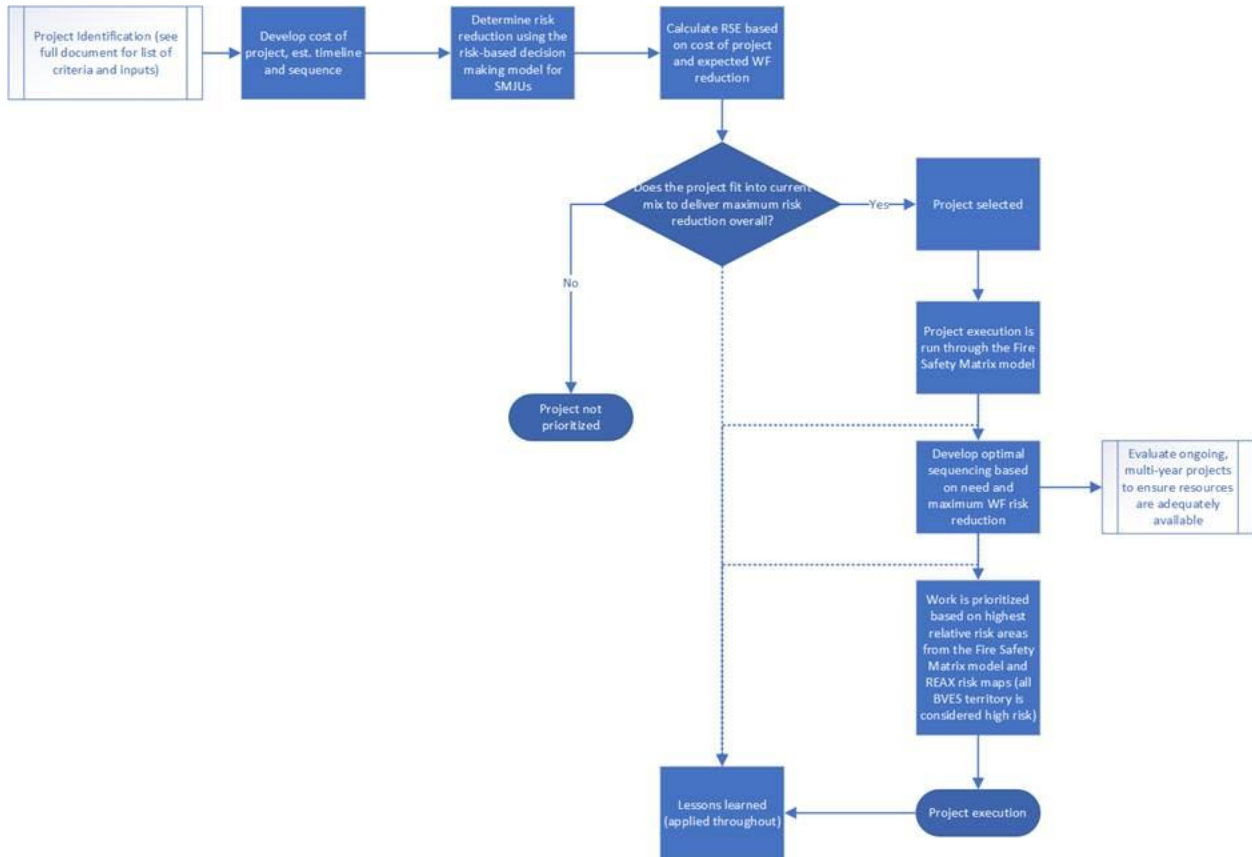 Project Identification (see
full document for list of
criteria and inputs)
Develop cost of
project, est. timeline
and sequence
Determine risk
reduction using the
risk-based decision
making model for
SMJUs
Calculate RSE based
on cost of project
and expected WF
reduction
Does the project fit into current
mix to deliver maximum risk
reduction overall?
Yes
Project selected
No
Project execution is
run through the Fire
Safety Matrix model
Project not
prioritized
Develop optimal
sequencing based
on need and
maximum WF risk
reduction
Evaluate ongoing,
multi-year projects
to ensure resources
are adequately
available
Work is prioritized
based on highest
relative risk areas
from the Fire Safety
Matrix model and
REAX risk maps (all
BVES territory is
considered high risk)
Lessons learned
(applied throughout)
Project execution